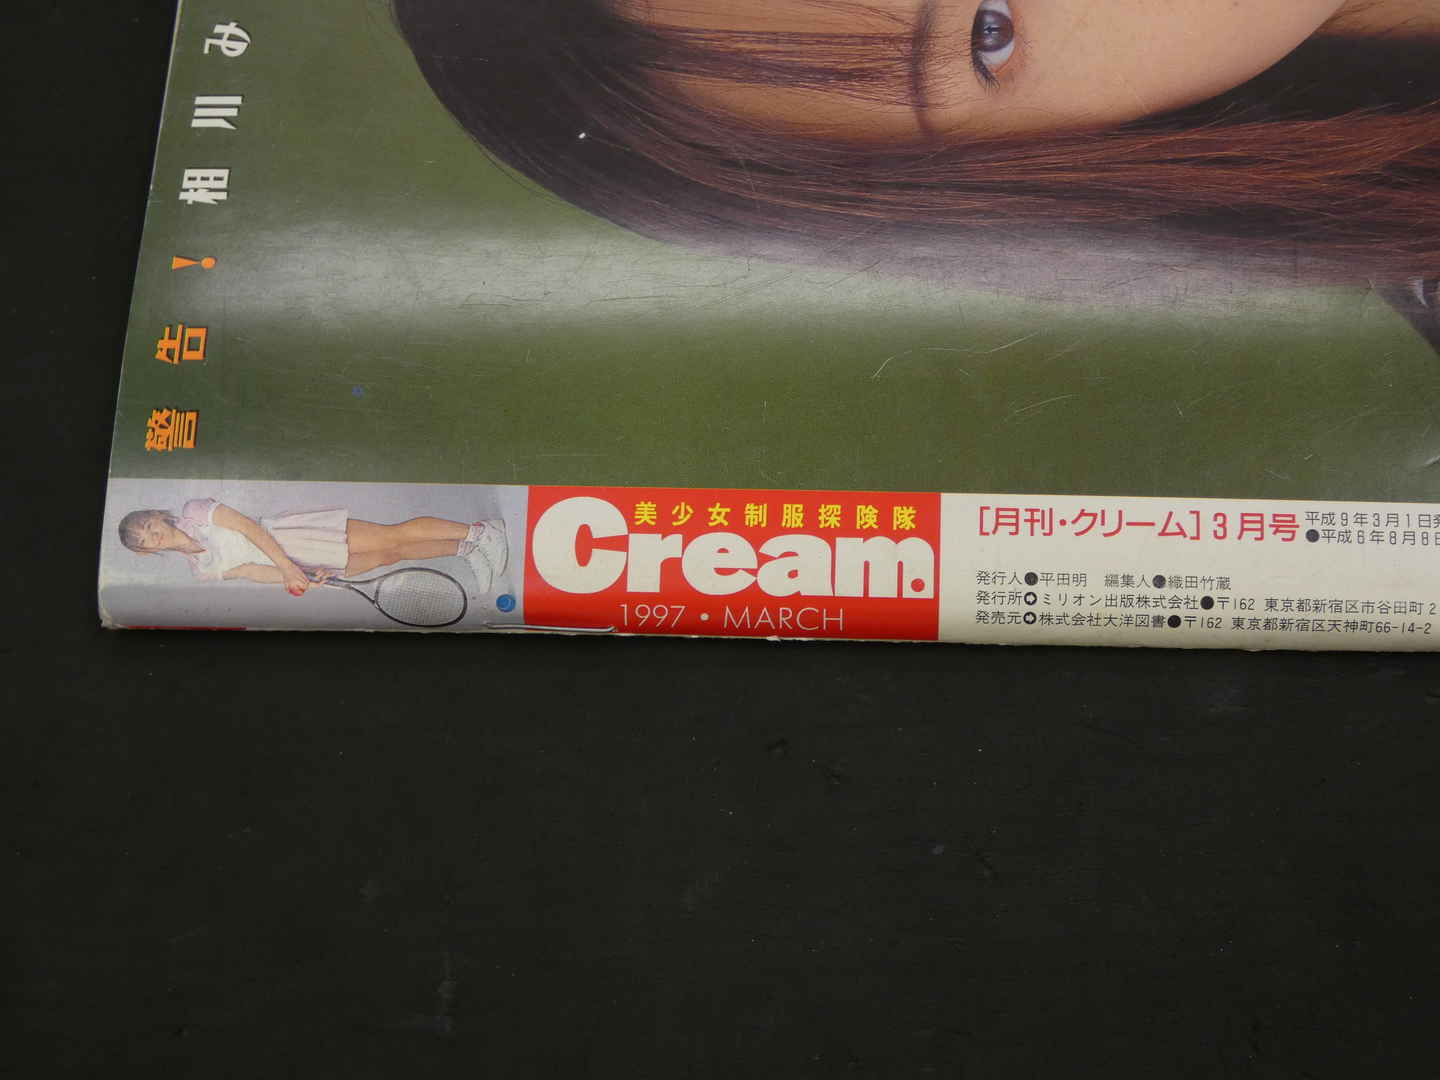 警告！相川み
美少女制服探険隊
Cream.
1997・MARCH
[月刊・クリーム] 3月号
平成9年3月1日発
●平成6年8月8日
発行人●平田明　編集人●織田竹蔵
発行所➲ミリオン出版株式会社●〒162 東京都新宿区市谷田町2
発売元➲株式会社大洋図書●〒162 東京都新宿区天神町66-14-2